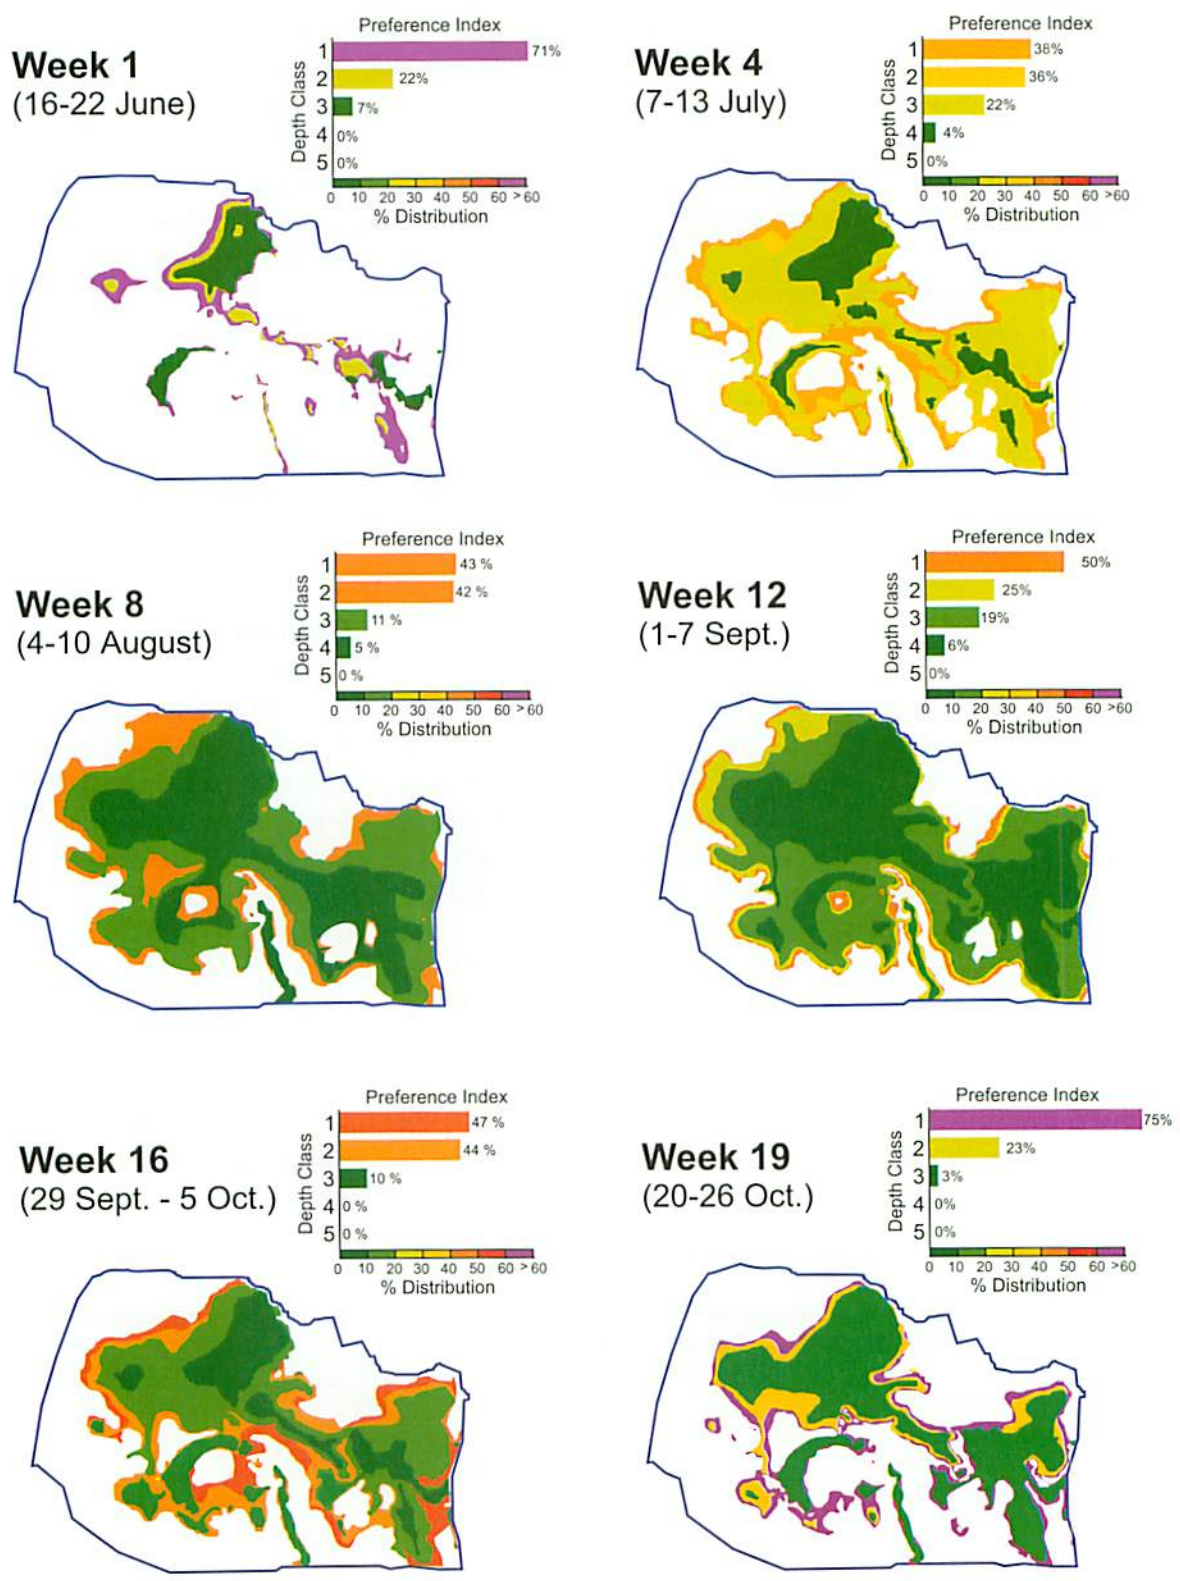 Week 1
(16-22 June)
Preference Index
Depth Class
1 71%
2 22%
3 7%
4 0%
5 0%
0 10 20 30 40 50 60 >60
% Distribution
Week 4
(7-13 July)
Preference Index
Depth Class
1 38%
2 36%
3 22%
4 4%
5 0%
0 10 20 30 40 50 60 >60
% Distribution
Week 8
(4-10 August)
Preference Index
Depth Class
1 43 %
2 42 %
3 11 %
4 5 %
5 0 %
0 10 20 30 40 50 60 >60
% Distribution
Week 12
(1-7 Sept.)
Preference Index
Depth Class
1 50%
2 25%
3 19%
4 6%
5 0%
0 10 20 30 40 50 60 >60
% Distribution
Week 16
(29 Sept. - 5 Oct.)
Preference Index
Depth Class
1 47 %
2 44 %
3 10 %
4 0 %
5 0 %
0 10 20 30 40 50 60 >60
% Distribution
Week 19
(20-26 Oct.)
Preference Index
Depth Class
1 75%
2 23%
3 3%
4 0%
5 0%
0 10 20 30 40 50 60 >60
% Distribution